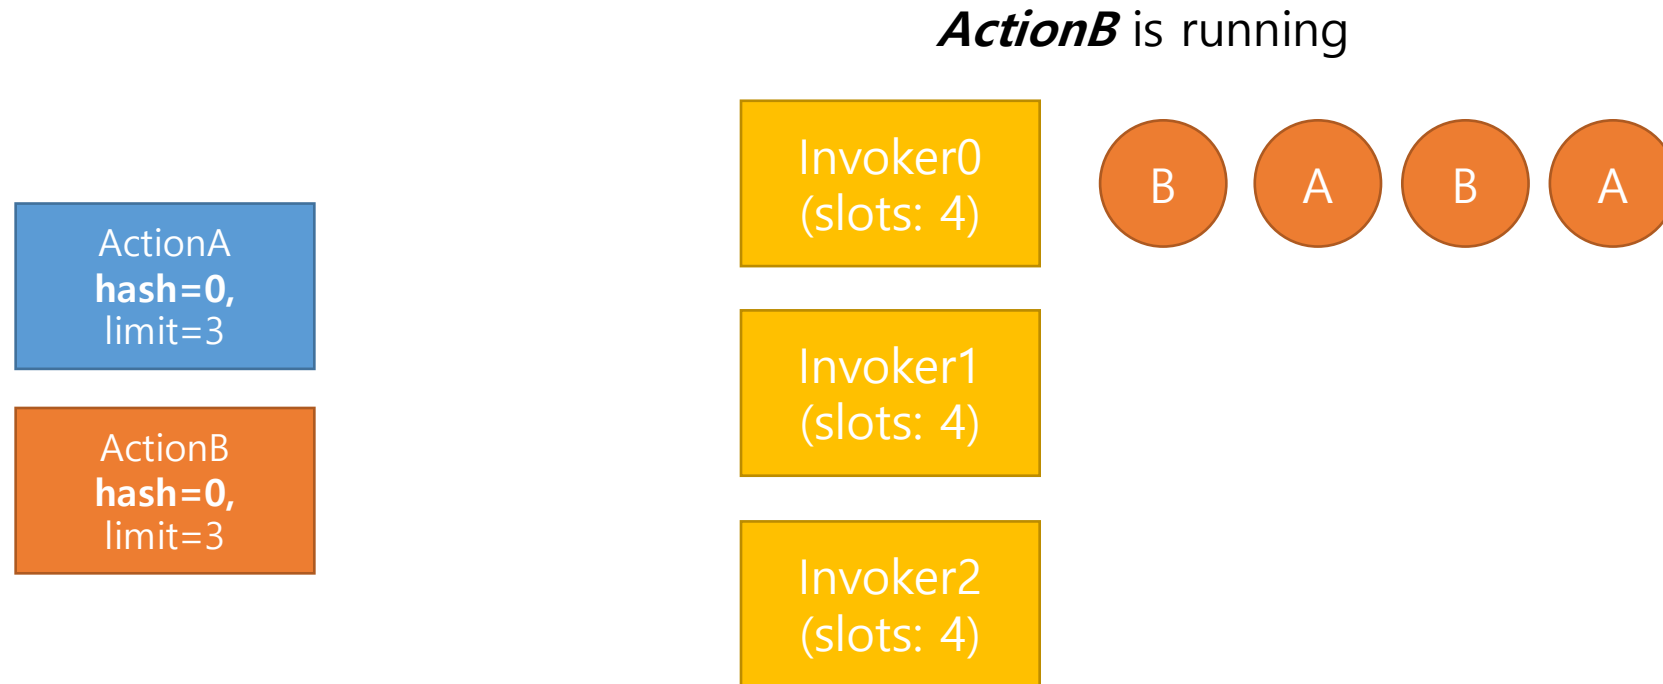 ActionB is running
ActionA
hash=0,
limit=3
ActionB
hash=0,
limit=3
Invoker0
(slots: 4)
B A B A
Invoker1
(slots: 4)
Invoker2
(slots: 4)